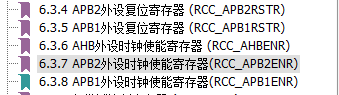 6.3.4 APB2外设复位寄存器 (RCC_APB2RSTR)
6.3.5 APB1外设复位寄存器 (RCC_APB1RSTR)
6.3.6 AHB外设时钟使能寄存器 (RCC_AHBENR)
6.3.7 APB2外设时钟使能寄存器(RCC_APB2ENR)
6.3.8 APB1外设时钟使能寄存器(RCC_APB1ENR)